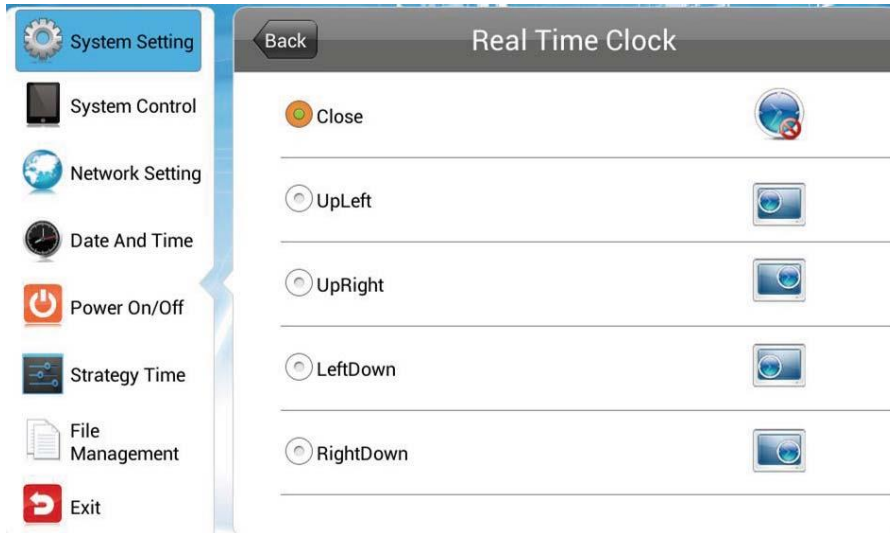 System Setting
System Control
Network Setting
Date And Time
Power On/Off
Strategy Time
File
Management
Exit
Back
Real Time Clock
Close
UpLeft
UpRight
LeftDown
RightDown